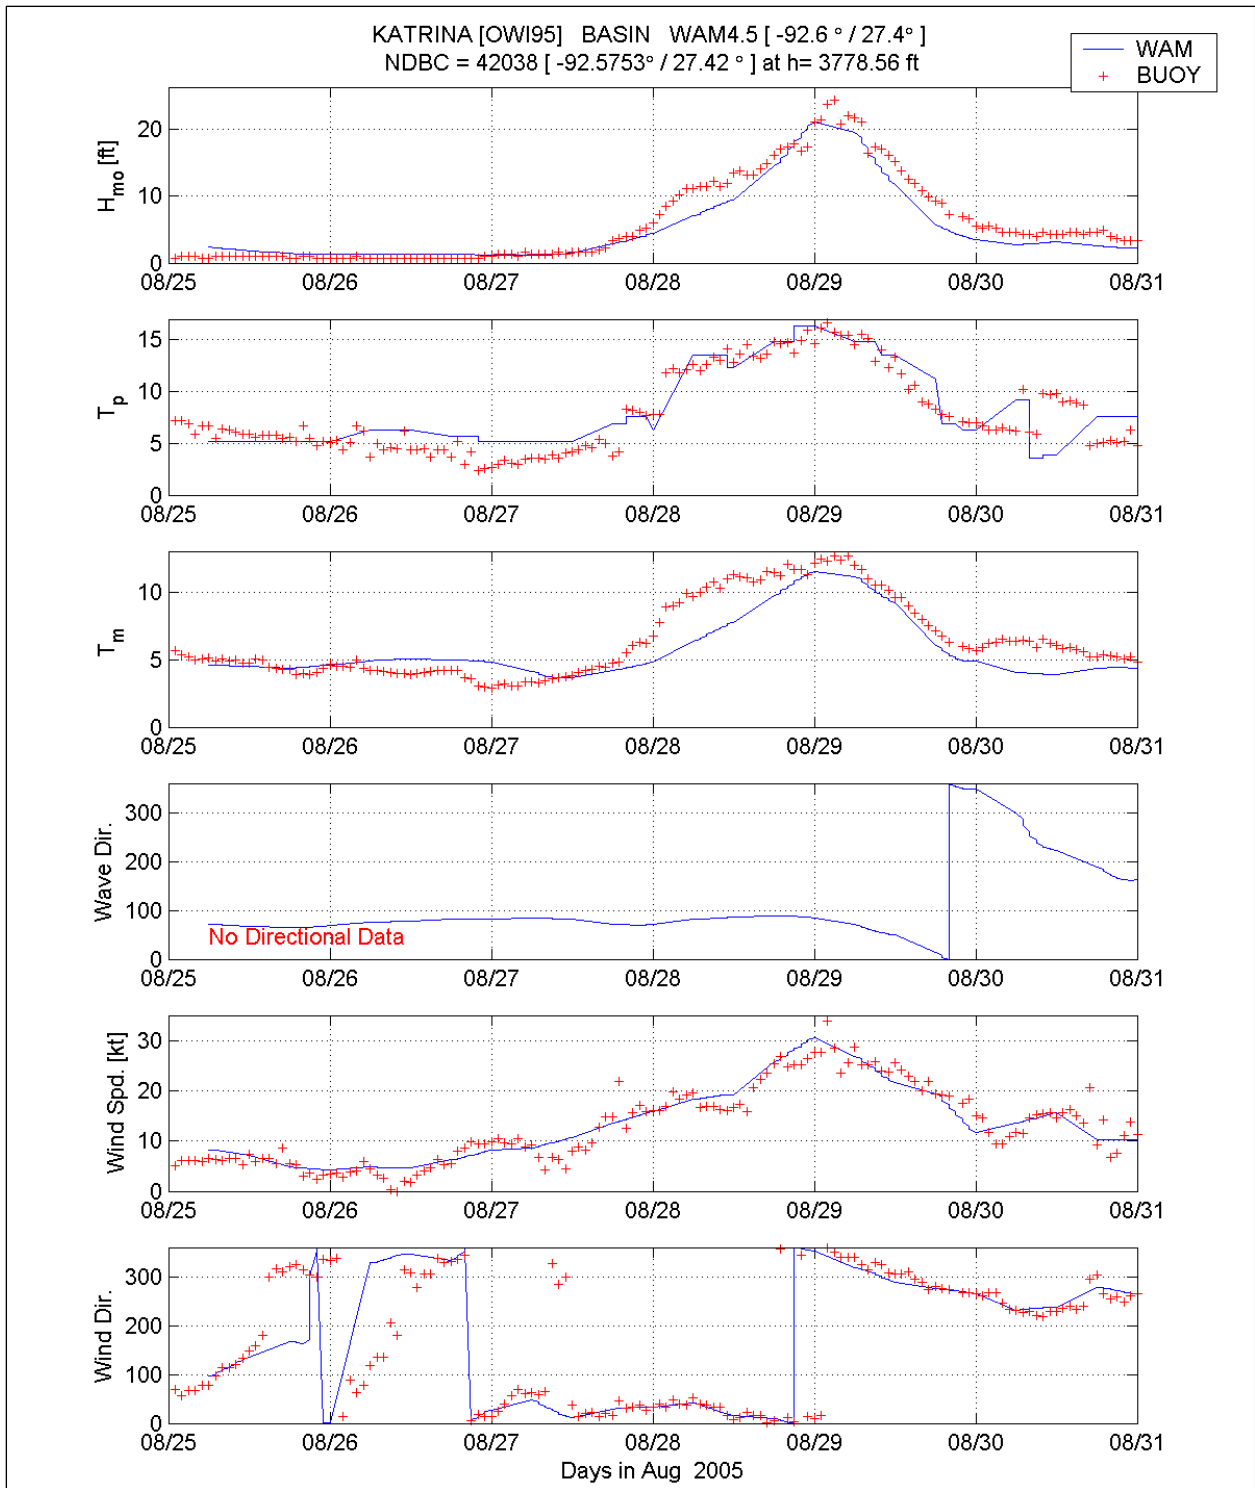 KATRINA [OWI95] BASIN WAM4.5 [ -92.6 ° / 27.4° ]
NDBC = 42038 [ -92.5753° / 27.42 ° ] at h= 3778.56 ft
WAM
BUOY
Hmo [ft]
20
10
0
08/25 08/26 08/27 08/28 08/29 08/30 08/31
Tp
15
10
5
0
08/25 08/26 08/27 08/28 08/29 08/30 08/31
Tm
10
5
0
08/25 08/26 08/27 08/28 08/29 08/30 08/31
Wave Dir.
300
200
100
0
No Directional Data
08/25 08/26 08/27 08/28 08/29 08/30 08/31
Wind Spd. [kt]
30
20
10
0
08/25 08/26 08/27 08/28 08/29 08/30 08/31
Wind Dir.
300
200
100
0
08/25 08/26 08/27 08/28 08/29 08/30 08/31
Days in Aug 2005